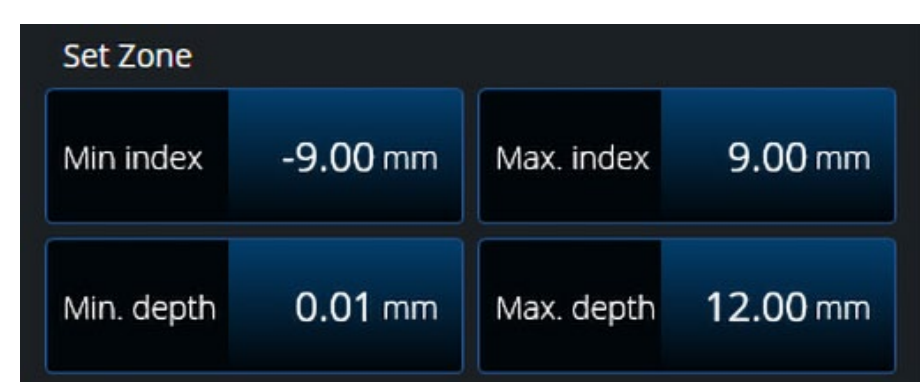 Set Zone
Min index -9.00 mm Max. index 9.00 mm
Min. depth 0.01 mm Max. depth 12.00 mm